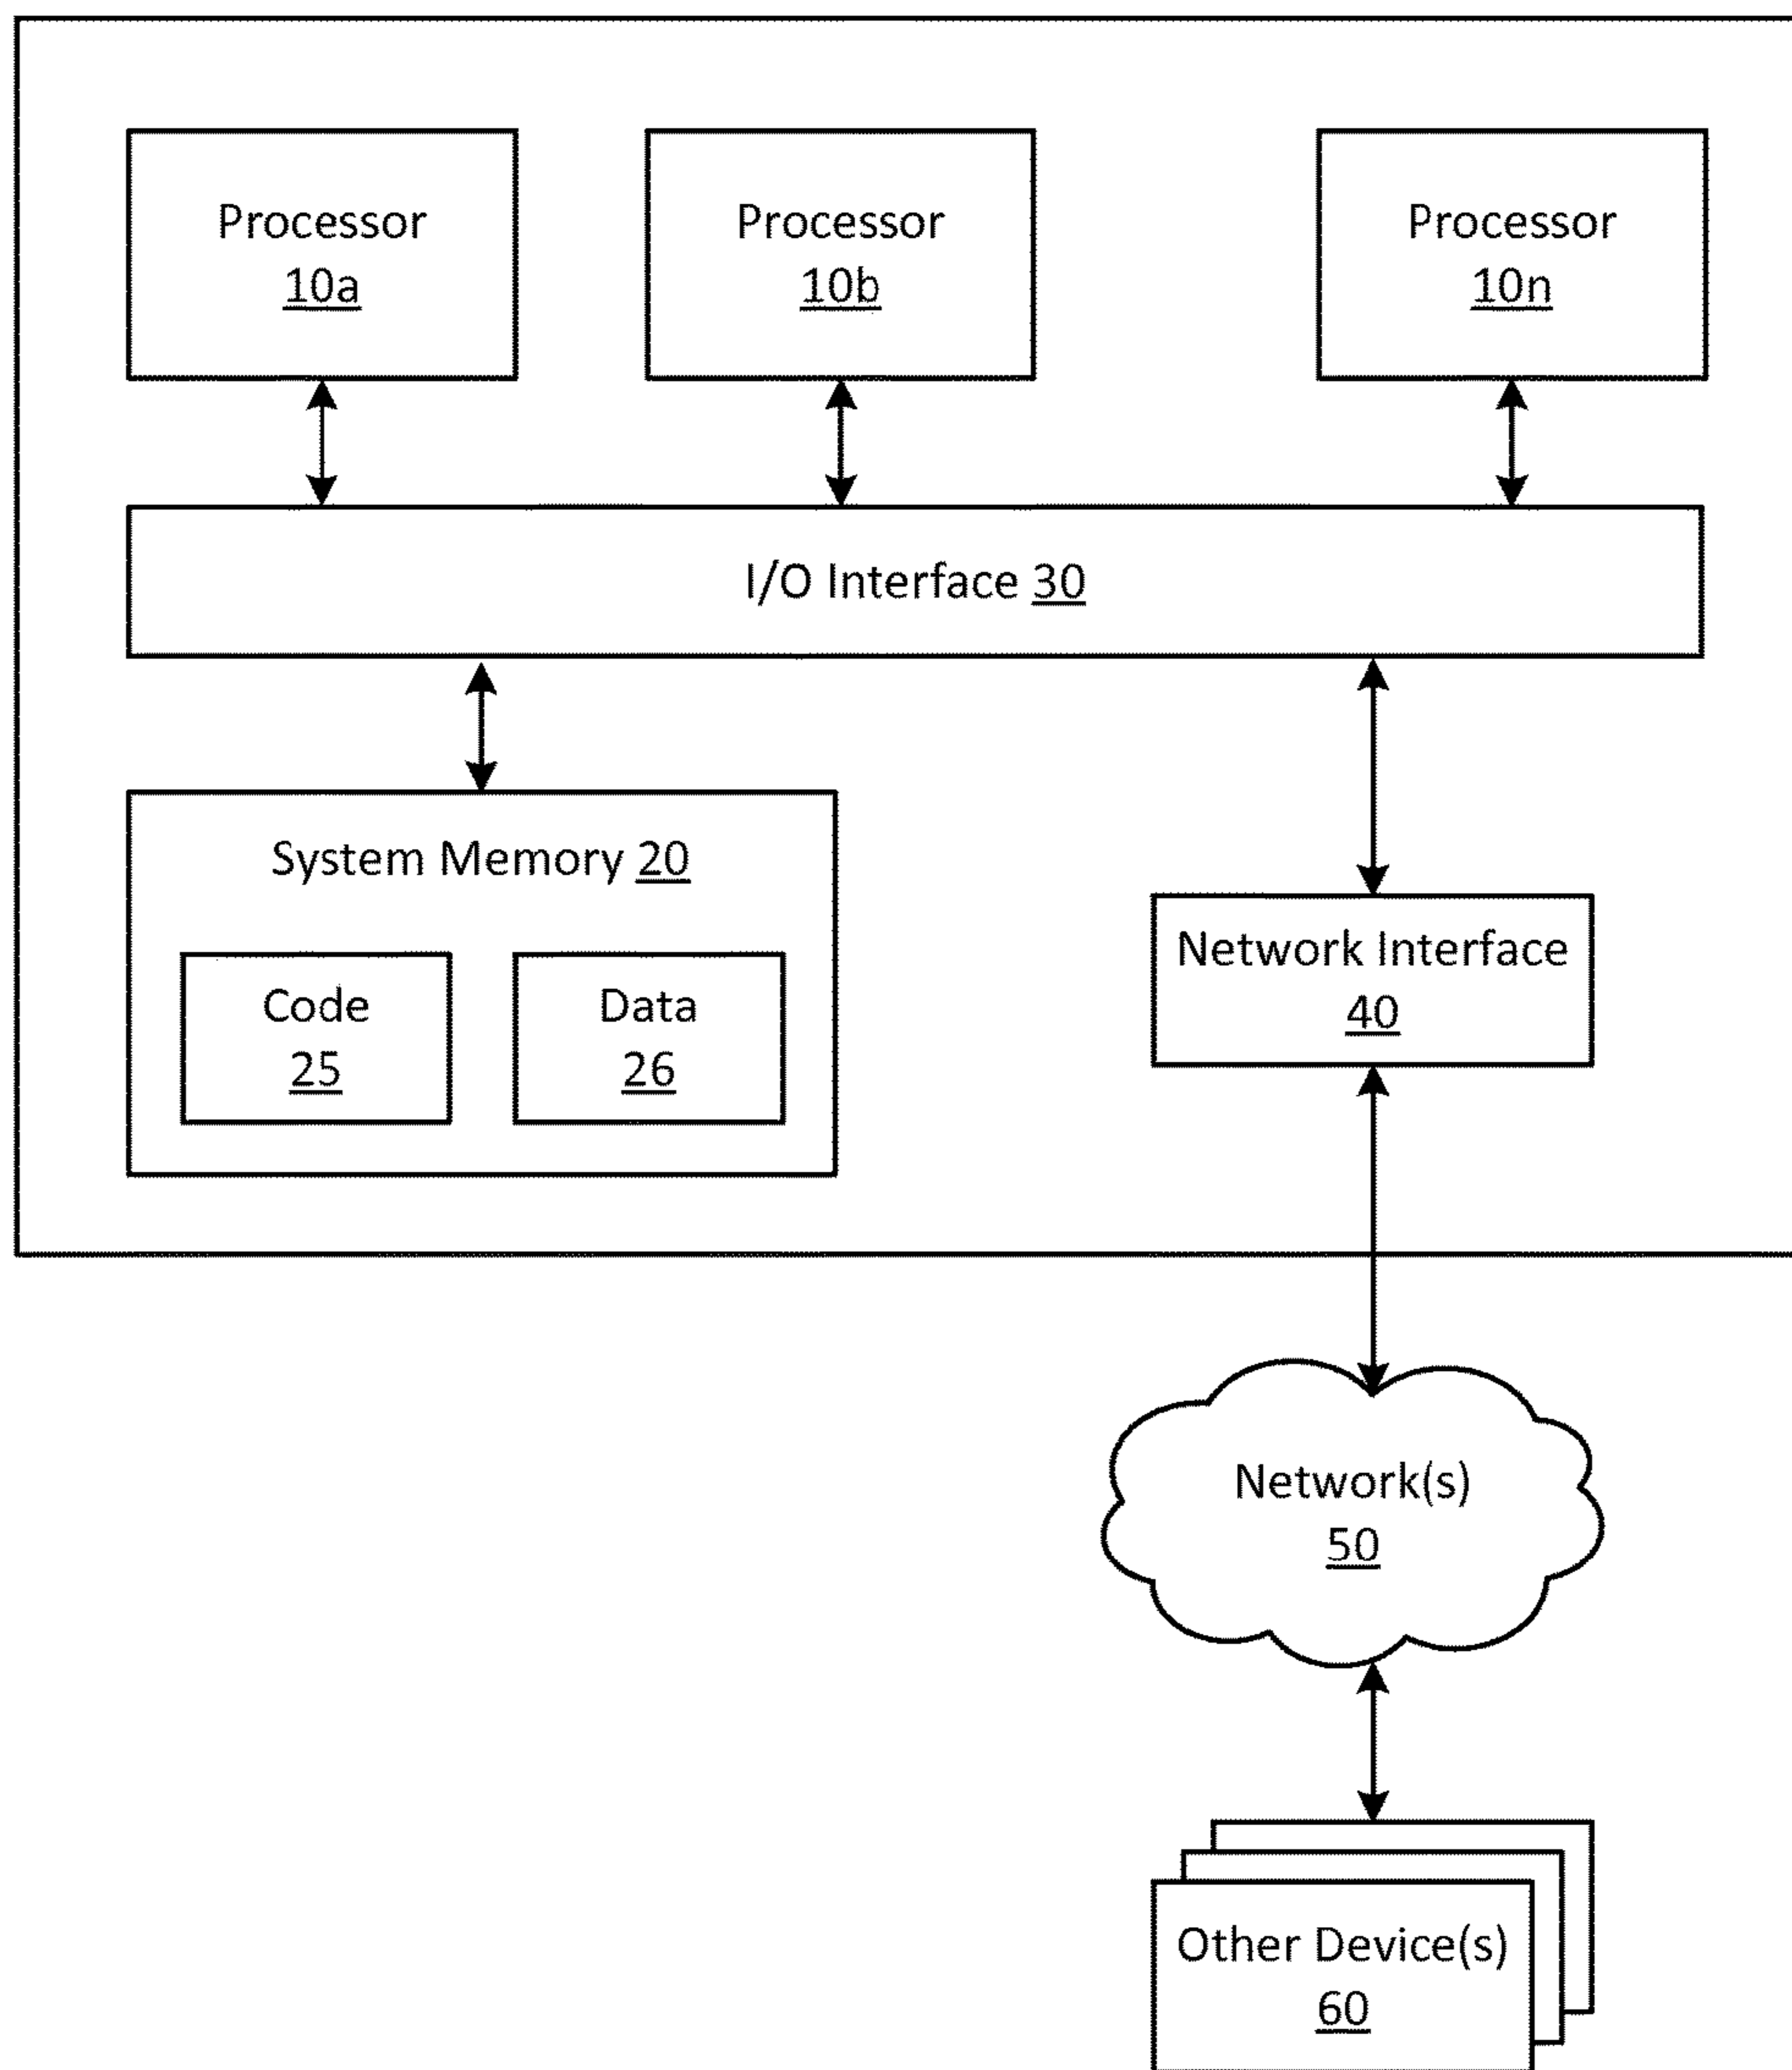 Processor
10a
Processor
10b
Processor
10n
I/O Interface 30
System Memory 20
Code
25
Data
26
Network Interface
40
Network(s)
50
Other Device(s)
60